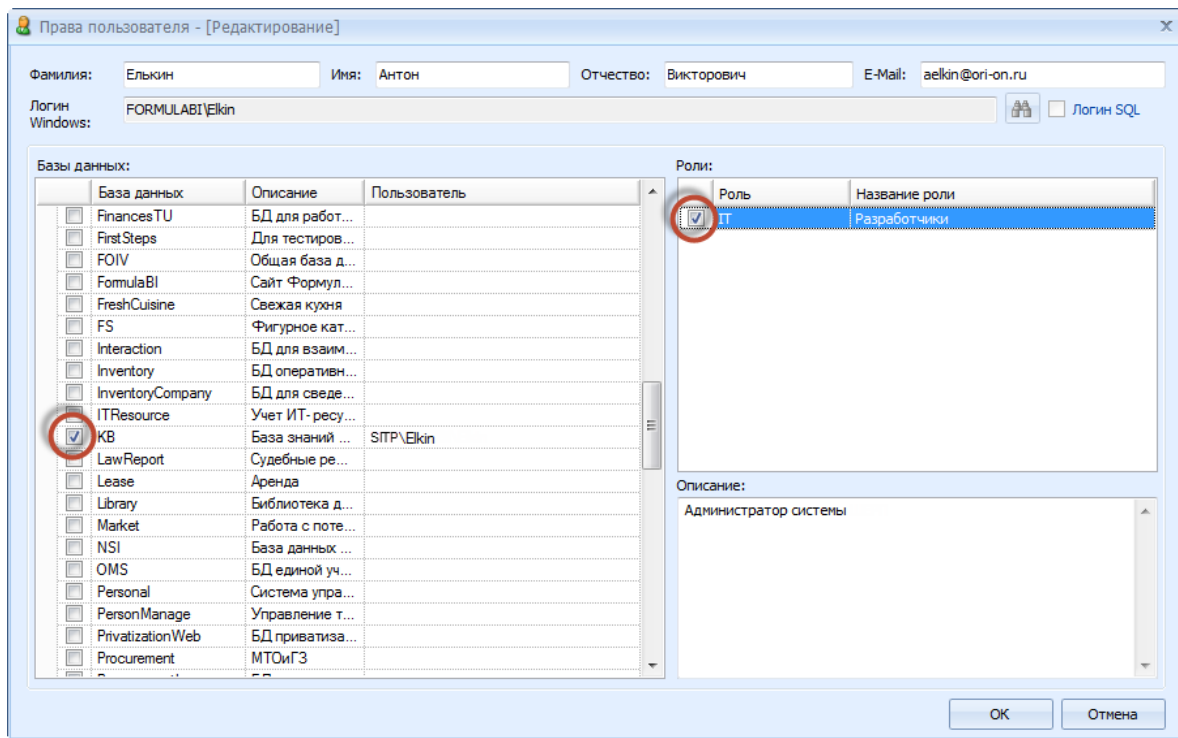 Права пользователя - [Редактирование]
Фамилия: Елькин Имя: Антон Отчество: Викторович E-Mail: aelkin@ori-on.ru
Логин Windows: FORMULABI\Elkin Логин SQL
Базы данных: Роли:
База данных Описание Пользователь Роль Название роли
FinancesTU БД для работ... IT Разработчики
FirstSteps Для тестиров...
FOIV Общая база д...
FormulaBI Сайт Формул...
FreshCuisine Свежая кухня
FS Фигурное кат...
Interaction БД для взаим...
Inventory БД оперативн...
InventoryCompany БД для сведе...
ITResource Учет ИТ- ресу...
KB База знаний ... SITP\Elkin
LawReport Судебные ре...
Lease Аренда
Описание:
Library Библиотека д... Администратор системы
Market Работа с поте...
NSI База данных ...
OMS БД единой уч...
Personal Система упра...
PersonManage Управление т...
PrivatizationWeb БД приватиза...
Procurement МТОиГЗ
OK Отмена